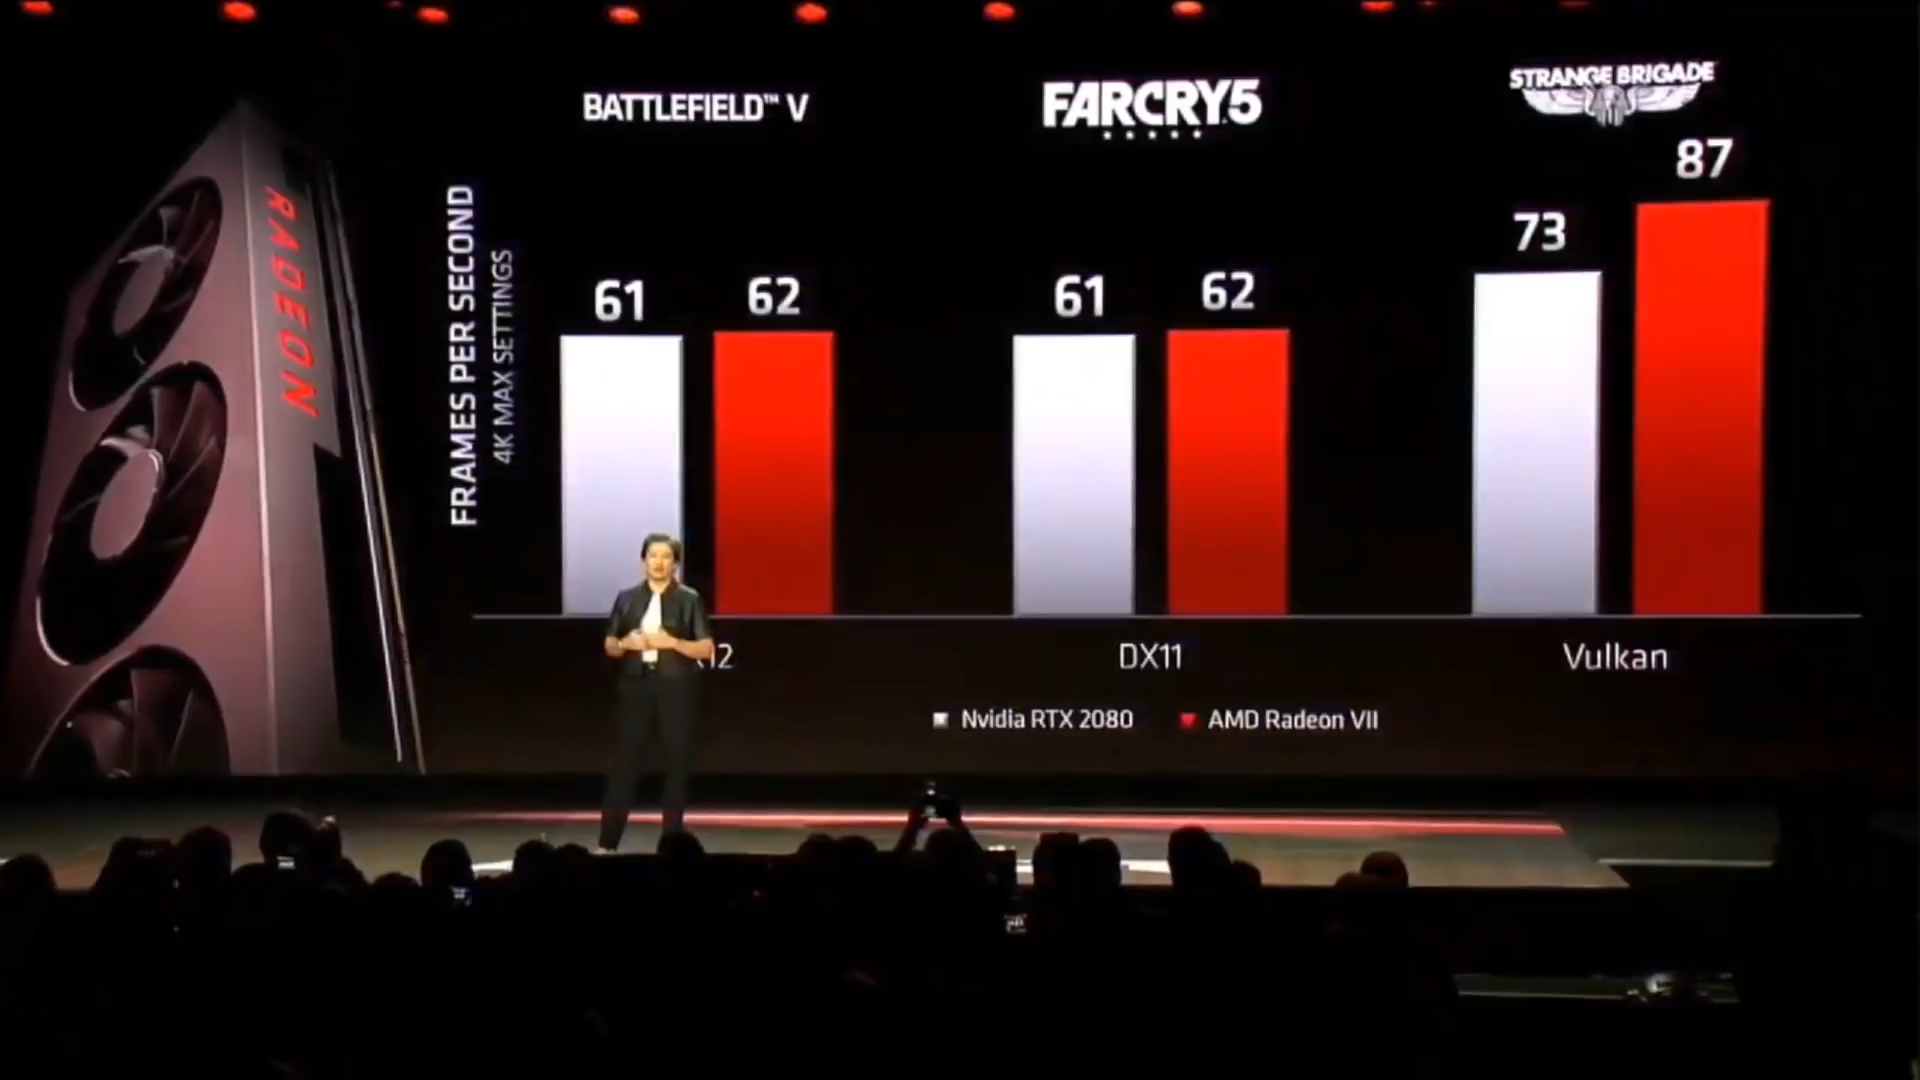 BATTLEFIELD™ V
FARCRY5
STRANGE BRIGADE
RADEON
FRAMES PER SECOND
4K MAX SETTINGS
61
62
61
62
73
87
12
DX11
Vulkan
Nvidia RTX 2080
AMD Radeon VII